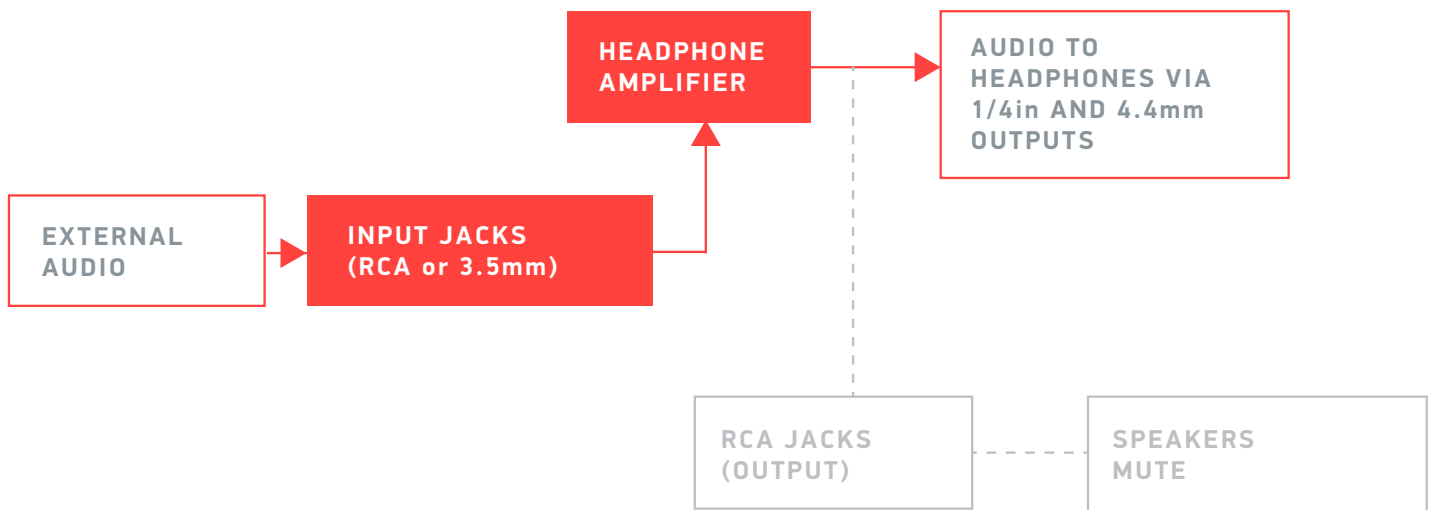 HEADPHONE
AMPLIFIER
AUDIO TO
HEADPHONES VIA
1/4in AND 4.4mm
OUTPUTS
EXTERNAL
AUDIO
INPUT JACKS
(RCA or 3.5mm)
RCA JACKS
(OUTPUT)
SPEAKERS
MUTE